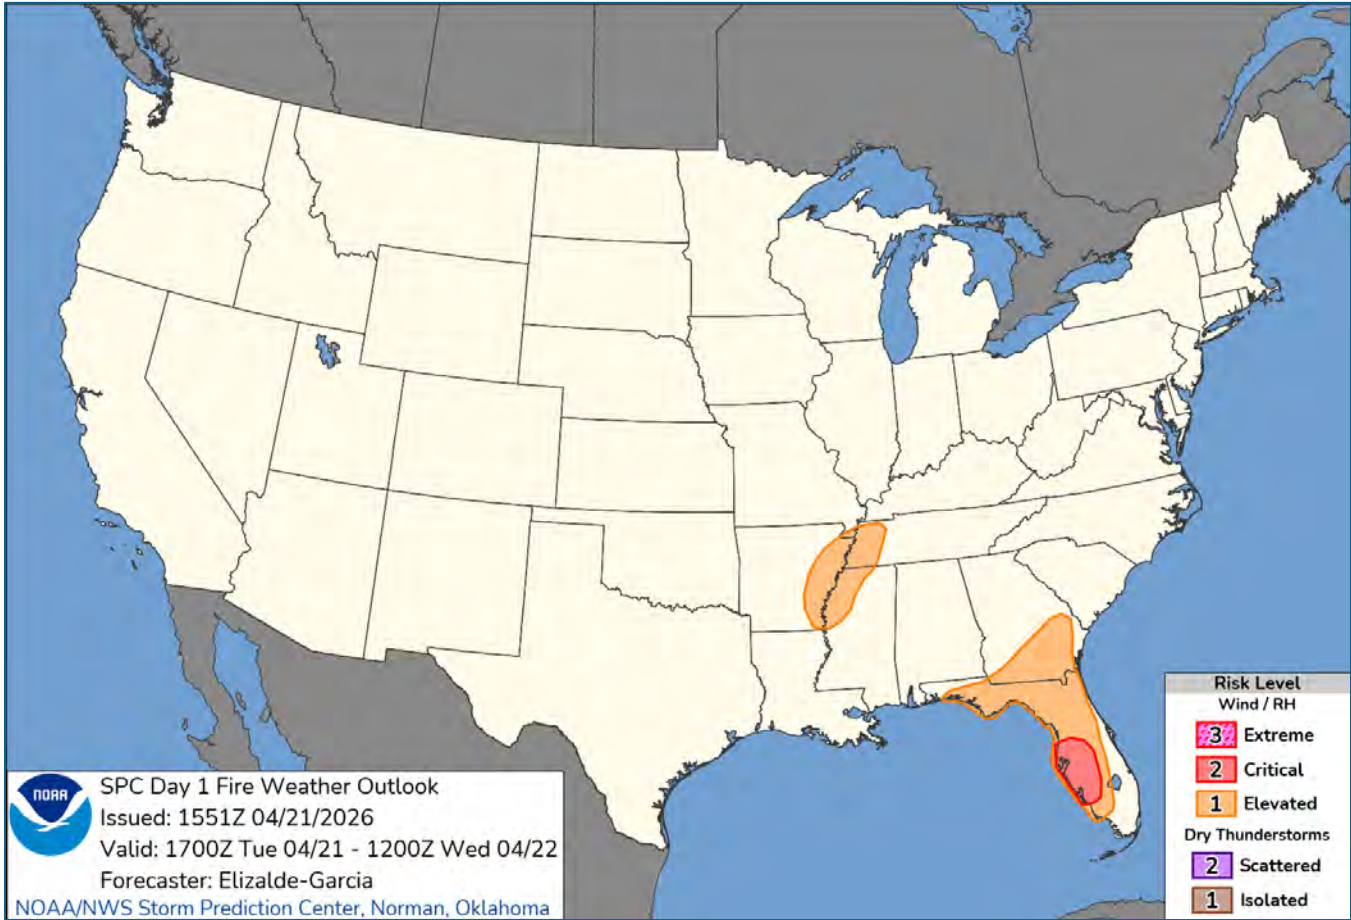 Risk Level
Wind / RH
3 Extreme
2 Critical
1 Elevated
Dry Thunderstorms
2 Scattered
1 Isolated
NOAA
SPC Day 1 Fire Weather Outlook
Issued: 1551Z 04/21/2026
Valid: 1700Z Tue 04/21 - 1200Z Wed 04/22
Forecaster: Elizalde-Garcia
NOAA/NWS Storm Prediction Center, Norman, Oklahoma